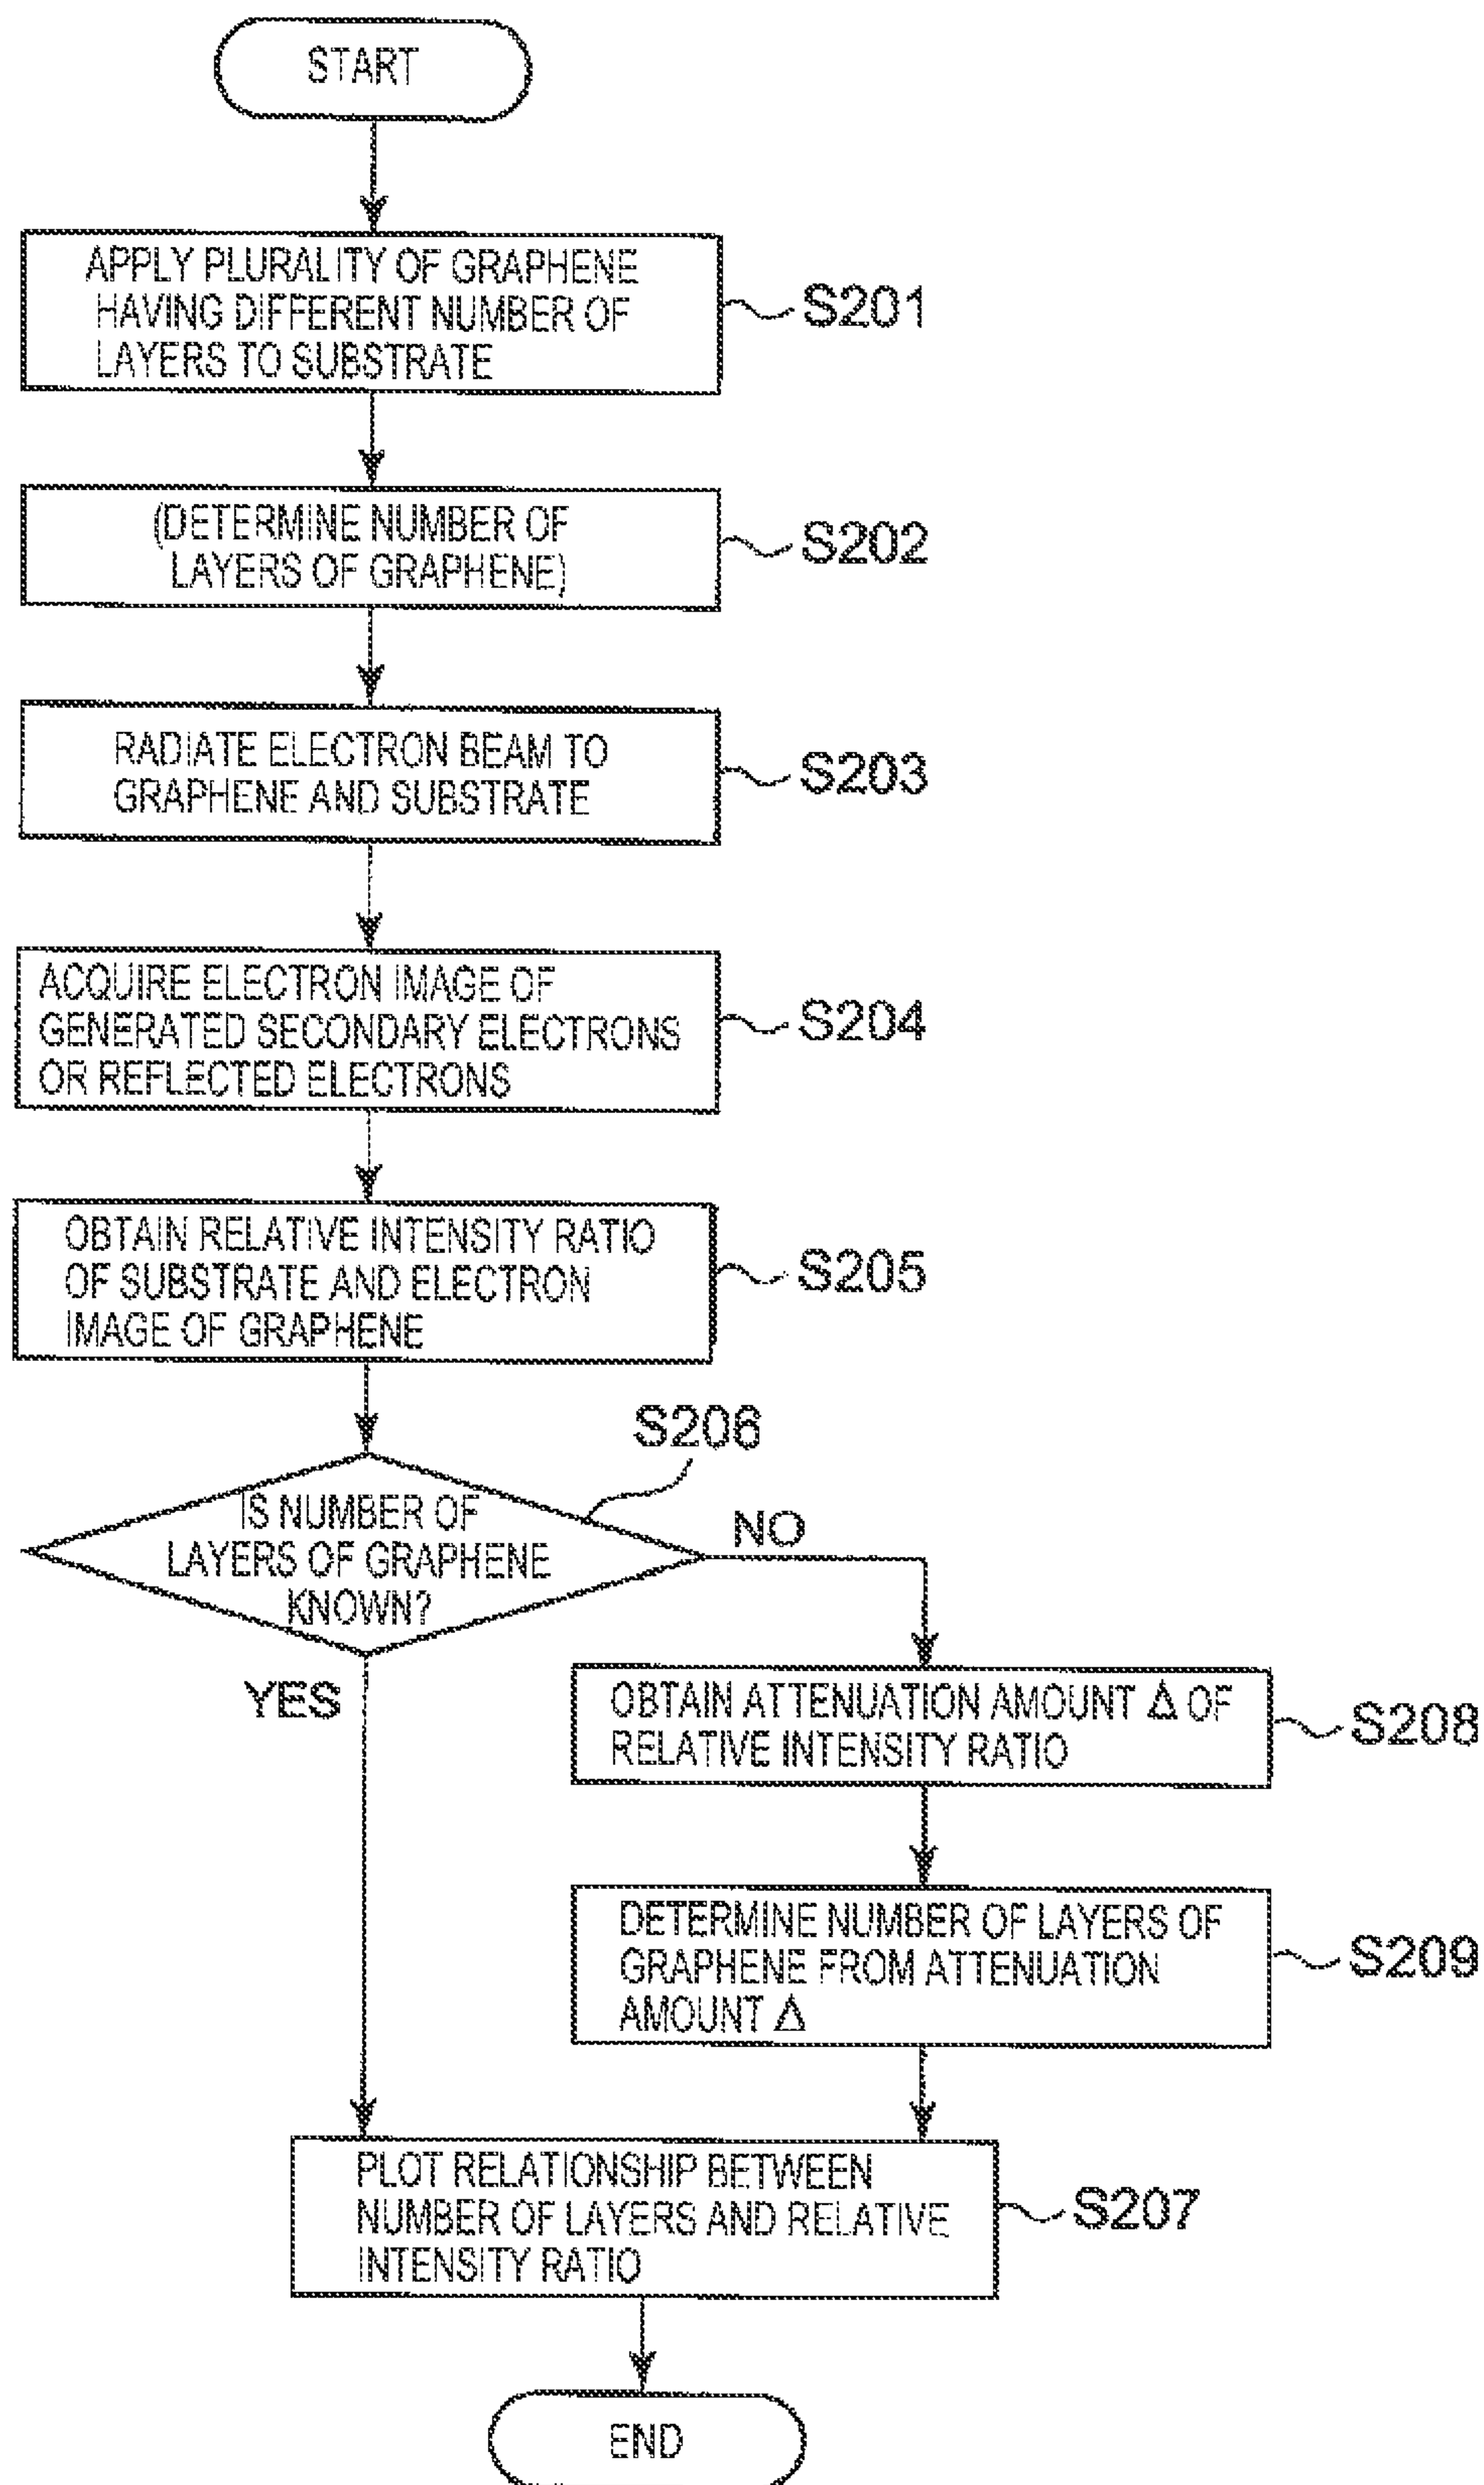 START
APPLY PLURALITY OF GRAPHENE
HAVING DIFFERENT NUMBER OF
LAYERS TO SUBSTRATE
S201
(DETERMINE NUMBER OF
LAYERS OF GRAPHENE)
S202
RADIATE ELECTRON BEAM TO
GRAPHENE AND SUBSTRATE
S203
ACQUIRE ELECTRON IMAGE OF
GENERATED SECONDARY ELECTRONS
OR REFLECTED ELECTRONS
S204
OBTAIN RELATIVE INTENSITY RATIO
OF SUBSTRATE AND ELECTRON
IMAGE OF GRAPHENE
S205
S206
IS NUMBER OF
LAYERS OF GRAPHENE
KNOWN?
NO
YES
OBTAIN ATTENUATION AMOUNT Δ OF
RELATIVE INTENSITY RATIO
S208
DETERMINE NUMBER OF LAYERS OF
GRAPHENE FROM ATTENUATION
AMOUNT Δ
S209
PLOT RELATIONSHIP BETWEEN
NUMBER OF LAYERS AND RELATIVE
INTENSITY RATIO
S207
END